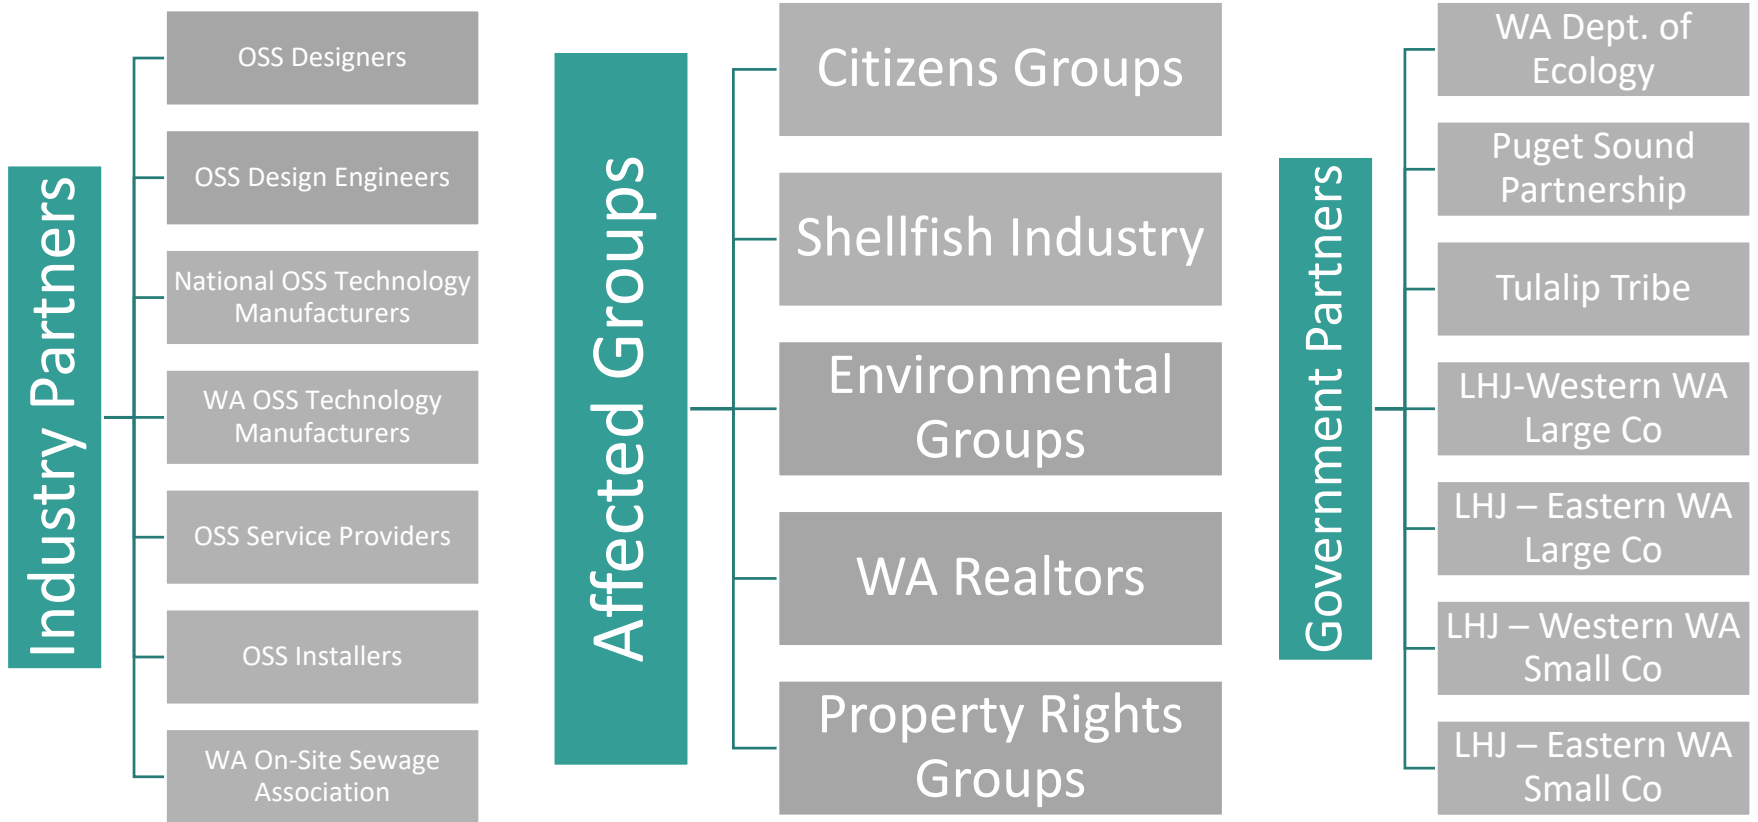 Industry Partners
OSS Designers
OSS Design Engineers
National OSS Technology
Manufacturers
WA OSS Technology
Manufacturers
OSS Service Providers
OSS Installers
WA On-Site Sewage
Association
Affected Groups
Citizens Groups
Shellfish Industry
Environmental
Groups
WA Realtors
Property Rights
Groups
Government Partners
WA Dept. of
Ecology
Puget Sound
Partnership
Tulalip Tribe
LHJ-Western WA
Large Co
LHJ – Eastern WA
Large Co
LHJ – Western WA
Small Co
LHJ – Eastern WA
Small Co